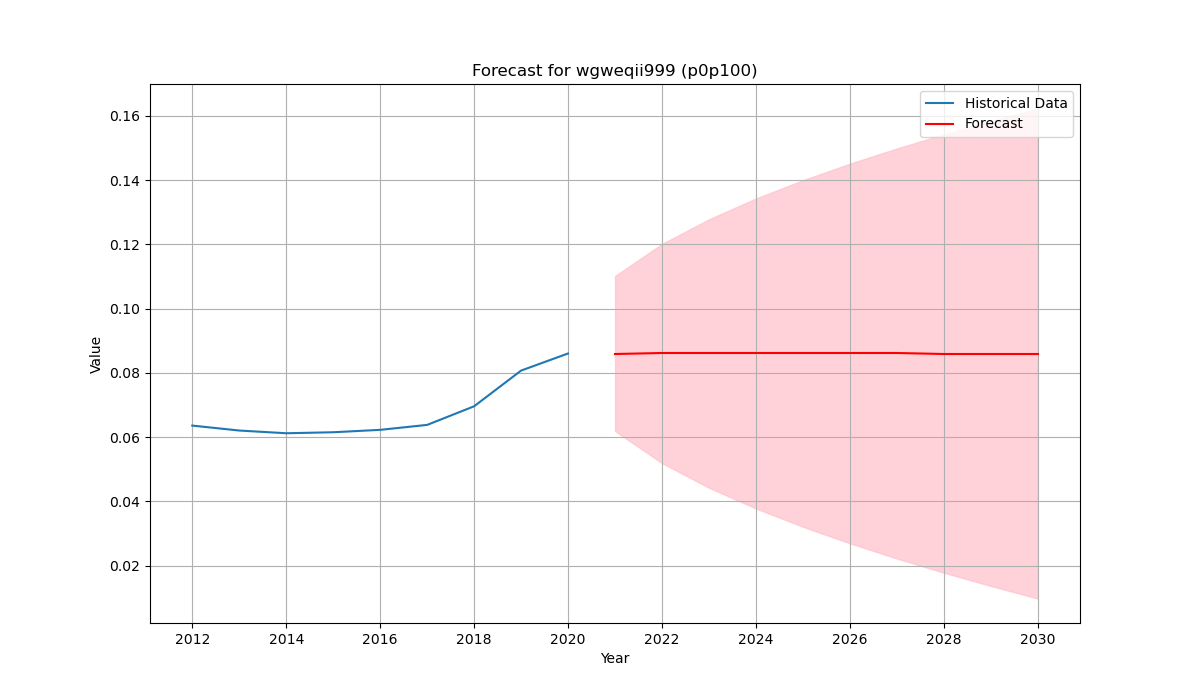 Forecast for wgweqii999 (p0p100)
Historical Data
Forecast
Value
0.16
0.14
0.12
0.10
0.08
0.06
0.04
0.02
2012 2014 2016 2018 2020 2022 2024 2026 2028 2030
Year